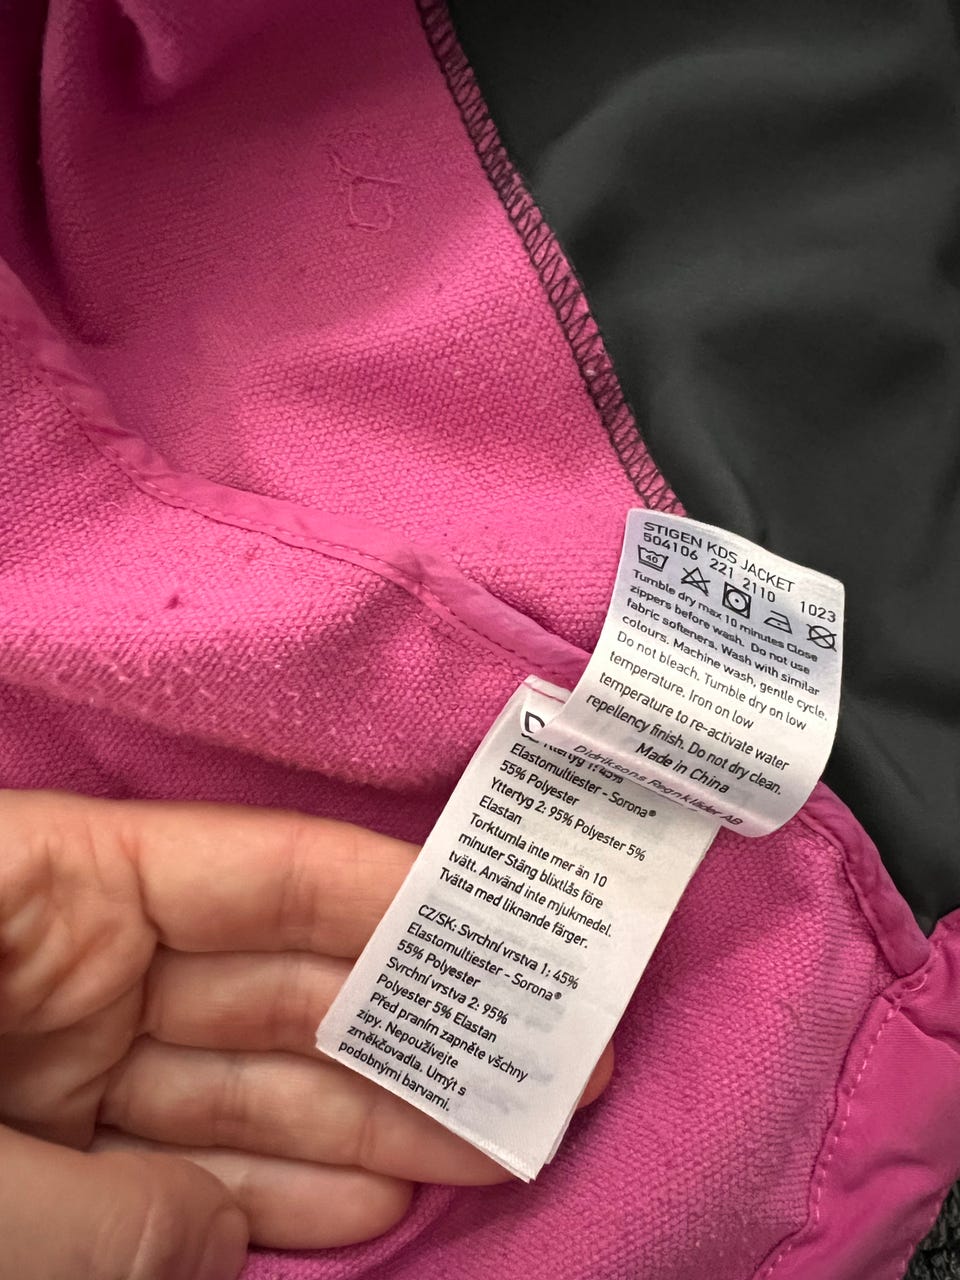 STIGEN KDS JACKET
504106 221 2110 1023
40
Tumble dry max 10 minutes Close
zippers before wash. Do not use
fabric softeners. Wash with similar
colours. Machine wash, gentle cycle.
Do not bleach. Tumble dry on low
temperature. Iron on low
temperature to re-activate water
repellency finish. Do not dry clean.
Made in China
Didriksons Regnkläder AB
D
Yttertyg 1: 45%
Elastomultiester - Sorona®
55% Polyester
Yttertyg 2: 95% Polyester 5%
Elastan
Torktumla inte mer än 10
minuter Stäng blixtlås före
tvätt. Använd inte mjukmedel.
Tvätta med liknande färger.
CZ/SK: Svrchní vrstva 1: 45%
Elastomultiester - Sorona®
55% Polyester
Svrchní vrstva 2: 95%
Polyester 5% Elastan
Před praním zapněte všchny
zipy. Nepoužívejte
změkčovadla. Umýt s
podobnými barvami.